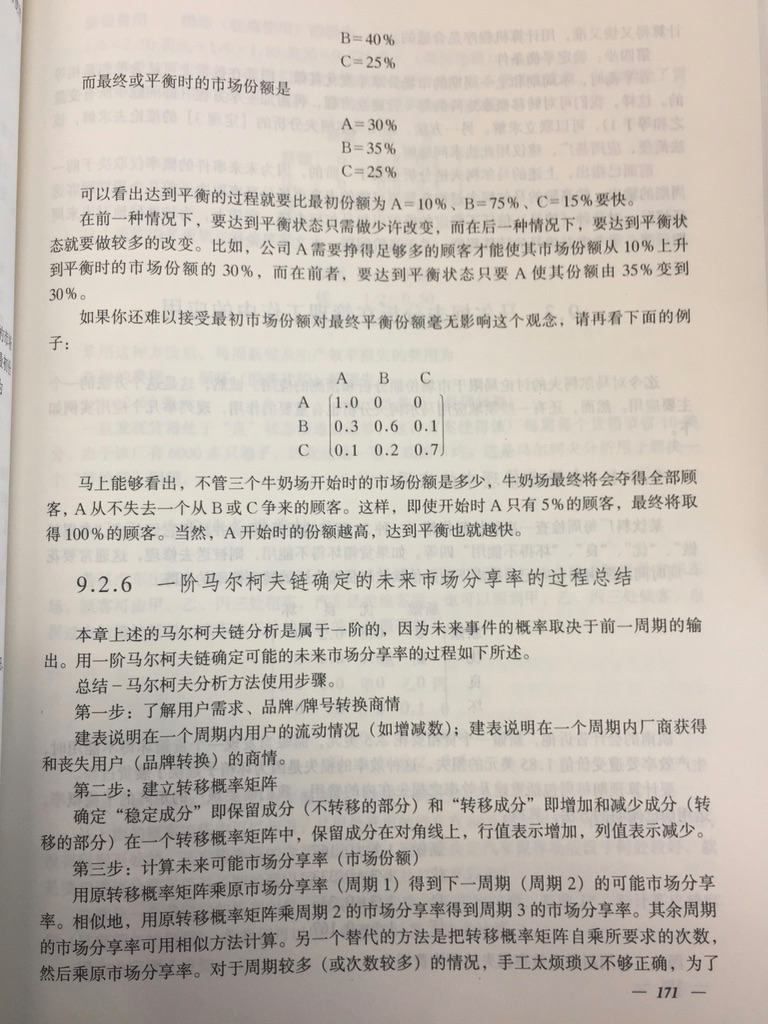 B=40%
C=25%
而最终或平衡时的市场份额是
A=30%
B=35%
C=25%
可以看出达到平衡的过程就要比最初份额为 A=10%、B=75%、C=15%要快。
在前一种情况下，要达到平衡状态只需做少许改变，而在后一种情况下，要达到平衡状
态就要做较多的改变。比如，公司 A 需要挣得足够多的顾客才能使其市场份额从 10%上升
到平衡时的市场份额的 30%，而在前者，要达到平衡状态只要 A 使其份额由 35%变到
30%。
如果你还难以接受最初市场份额对最终平衡份额毫无影响这个观念，请再看下面的例
子：
A B C
A 1.0 0 0
B 0.3 0.6 0.1
C 0.1 0.2 0.7
马上能够看出，不管三个牛奶场开始时的市场份额是多少，牛奶场最终将会夺得全部顾
客，A 从不失去一个从 B 或 C 争来的顾客。这样，即使开始时 A 只有 5%的顾客，最终将取
得 100%的顾客。当然，A 开始时的份额越高，达到平衡也就越快。
9.2.6 一阶马尔柯夫链确定的未来市场分享率的过程总结
本章上述的马尔柯夫链分析是属于一阶的，因为未来事件的概率取决于前一周期的输
出。用一阶马尔柯夫链确定可能的未来市场分享率的过程如下所述。
总结－马尔柯夫分析方法使用步骤。
第一步：了解用户需求、品牌/牌号转换商情
建表说明在一个周期内用户的流动情况（如增减数）；建表说明在一个周期内厂商获得
和丧失用户（品牌转换）的商情。
第二步：建立转移概率矩阵
确定“稳定成分”即保留成分（不转移的部分）和“转移成分”即增加和减少成分（转
移的部分）在一个转移概率矩阵中，保留成分在对角线上，行值表示增加，列值表示减少。
第三步：计算未来可能市场分享率（市场份额）
用原转移概率矩阵乘原市场分享率（周期 1）得到下一周期（周期 2）的可能市场分享
率。相似地，用原转移概率矩阵乘周期 2 的市场分享率得到周期 3 的市场分享率。其余周期
的市场分享率可用相似方法计算。另一个替代的方法是把转移概率矩阵自乘所要求的次数，
然后乘原市场分享率。对于周期较多（或次数较多）的情况，手工太烦琐又不够正确，为了
— 171 —